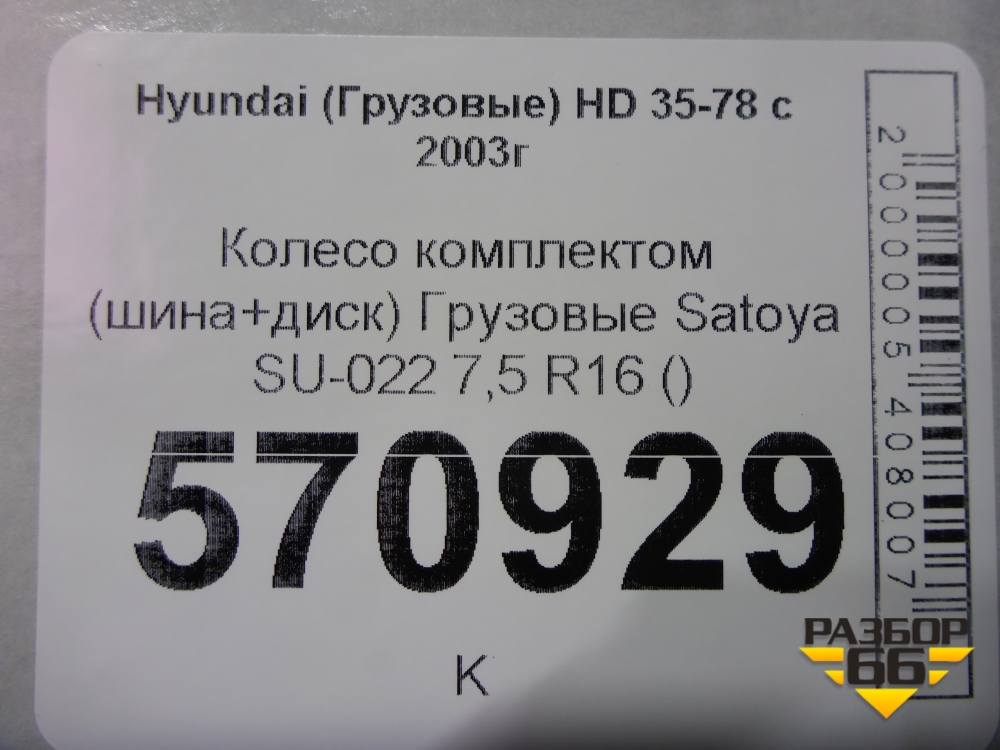 Hyundai (Грузовые) HD 35-78 с
2003г
Колесо комплектом
(шина+диск) Грузовые Satoya
SU-022 7,5 R16 ()
570929
K
2000005408007
РАЗБОР
66